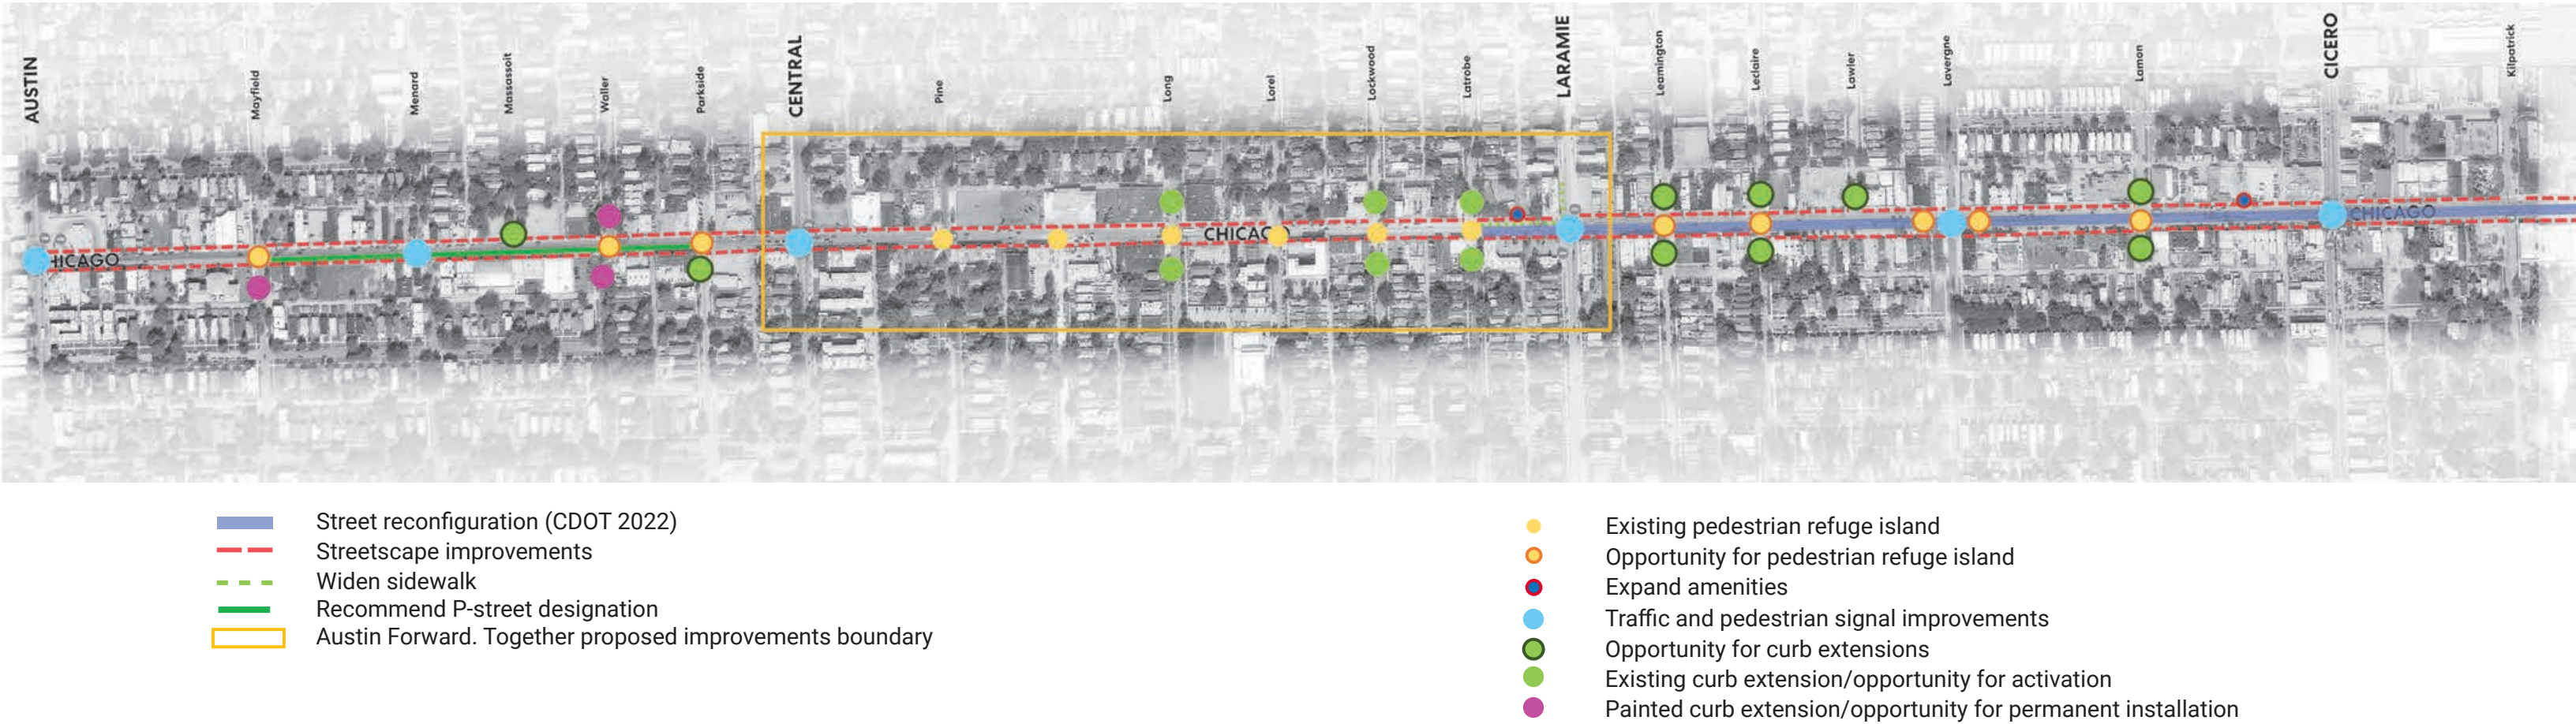 AUSTIN
Mayfield
Menard
Massassoit
Waller
Parkside
CENTRAL
Pine
Long
Lorel
Lockwood
Latrobe
LARAMIE
Leamington
Leclaire
Lawler
Lavergne
Lamon
CICERO
Kilpatrick
HICAGO
CHICAGO
CHICAGO
Street reconfiguration (CDOT 2022)
Streetscape improvements
Widen sidewalk
Recommend P-street designation
Austin Forward. Together proposed improvements boundary
Existing pedestrian refuge island
Opportunity for pedestrian refuge island
Expand amenities
Traffic and pedestrian signal improvements
Opportunity for curb extensions
Existing curb extension/opportunity for activation
Painted curb extension/opportunity for permanent installation